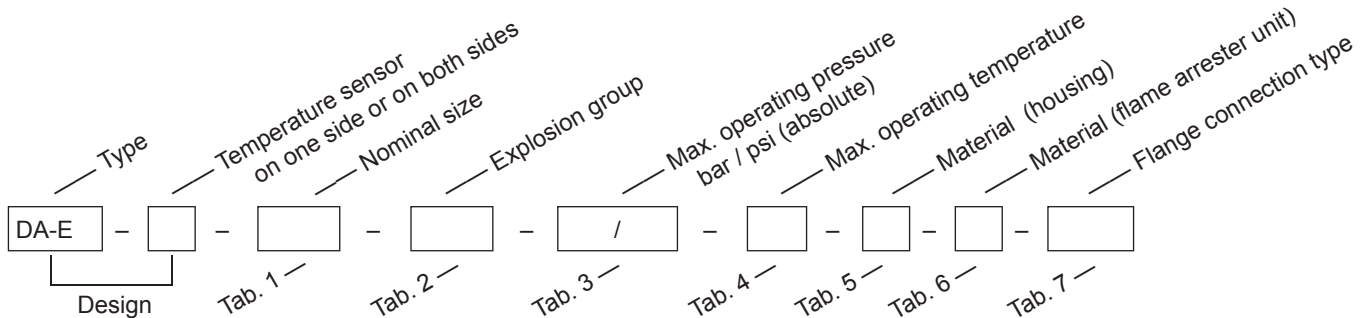 Type
Temperature sensor
on one side or on both sides
Nominal size
Explosion group
Max. operating pressure
bar / psi (absolute)
Max. operating temperature
Material (housing)
Material (flame arrester unit)
Flange connection type
DA-E – – – – / – – – –
Design
Tab. 1
Tab. 2
Tab. 3
Tab. 4
Tab. 5
Tab. 6
Tab. 7